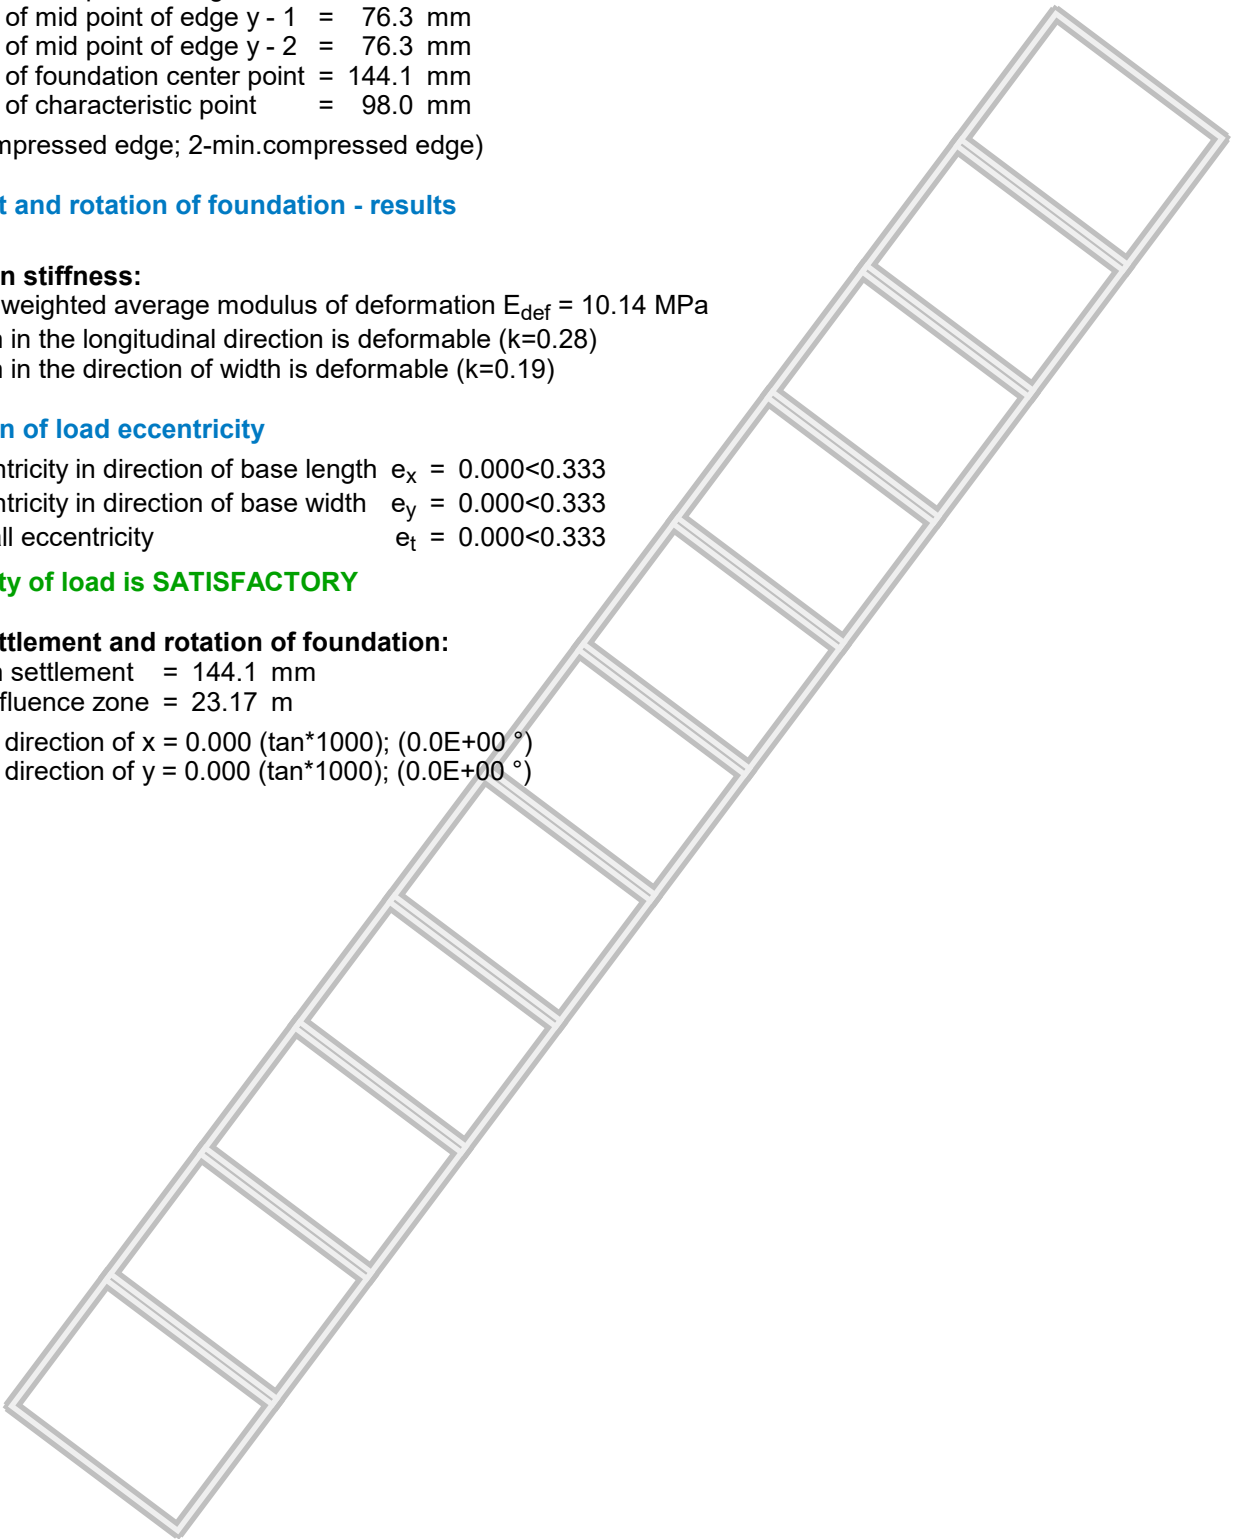 of mid point of edge y - 1 = 76.3 mm
of mid point of edge y - 2 = 76.3 mm
of foundation center point = 144.1 mm
of characteristic point = 98.0 mm
mpressed edge; 2-min.compressed edge)
t and rotation of foundation - results
n stiffness:
weighted average modulus of deformation Edef = 10.14 MPa
n in the longitudinal direction is deformable (k=0.28)
n in the direction of width is deformable (k=0.19)
n of load eccentricity
ntricity in direction of base length ex = 0.000<0.333
ntricity in direction of base width ey = 0.000<0.333
all eccentricity et = 0.000<0.333
ty of load is SATISFACTORY
ttlement and rotation of foundation:
n settlement = 144.1 mm
fluence zone = 23.17 m
direction of x = 0.000 (tan*1000); (0.0E+00 °)
direction of y = 0.000 (tan*1000); (0.0E+00 °)